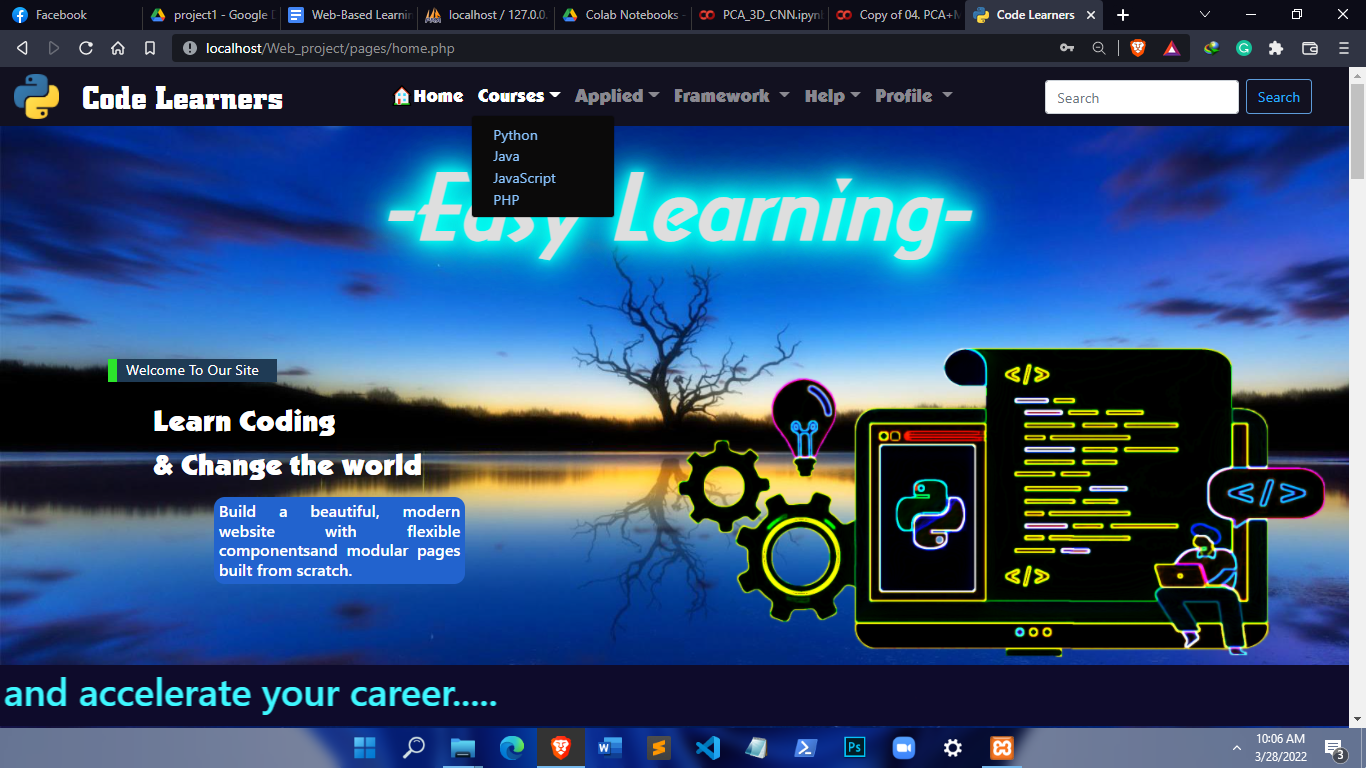 Facebook
project1 - Google D
Web-Based Learnin
localhost / 127.0.0.
Colab Notebooks -
PCA_3D_CNN.ipynb
Copy of 04. PCA+M
Code Learners
localhost/Web_project/pages/home.php
Code Learners
Home Courses Applied Framework Help Profile
Search
Search
Python
Java
JavaScript
PHP
-Easy Learning-
Welcome To Our Site
Learn Coding
& Change the world
Build a beautiful, modern
website with flexible
componentsand modular pages
built from scratch.
</>
</>
</>
and accelerate your career.....
W
Ps
10:06 AM
3/28/2022
3